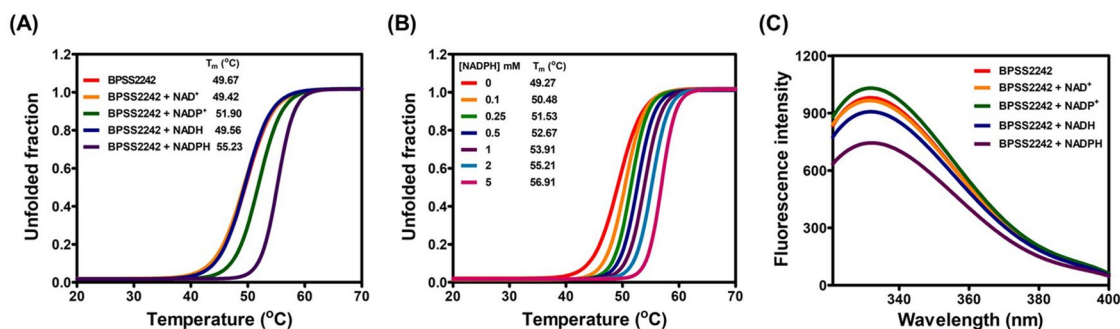 (A)
Unfolded fraction
1.2
1.0
0.8
0.6
0.4
0.2
0.0
Tm (°C)
BPSS2242 49.67
BPSS2242 + NAD+ 49.42
BPSS2242 + NADP+ 51.90
BPSS2242 + NADH 49.56
BPSS2242 + NADPH 55.23
20 30 40 50 60 70
Temperature (°C)
(B)
Unfolded fraction
1.2
1.0
0.8
0.6
0.4
0.2
0.0
[NADPH] mM Tm (°C)
0 49.27
0.1 50.48
0.25 51.53
0.5 52.67
1 53.91
2 55.21
5 56.91
20 30 40 50 60 70
Temperature (°C)
(C)
Fluorescence intensity
1200
900
600
300
0
BPSS2242
BPSS2242 + NAD+
BPSS2242 + NADP+
BPSS2242 + NADH
BPSS2242 + NADPH
340 360 380 400
Wavelength (nm)